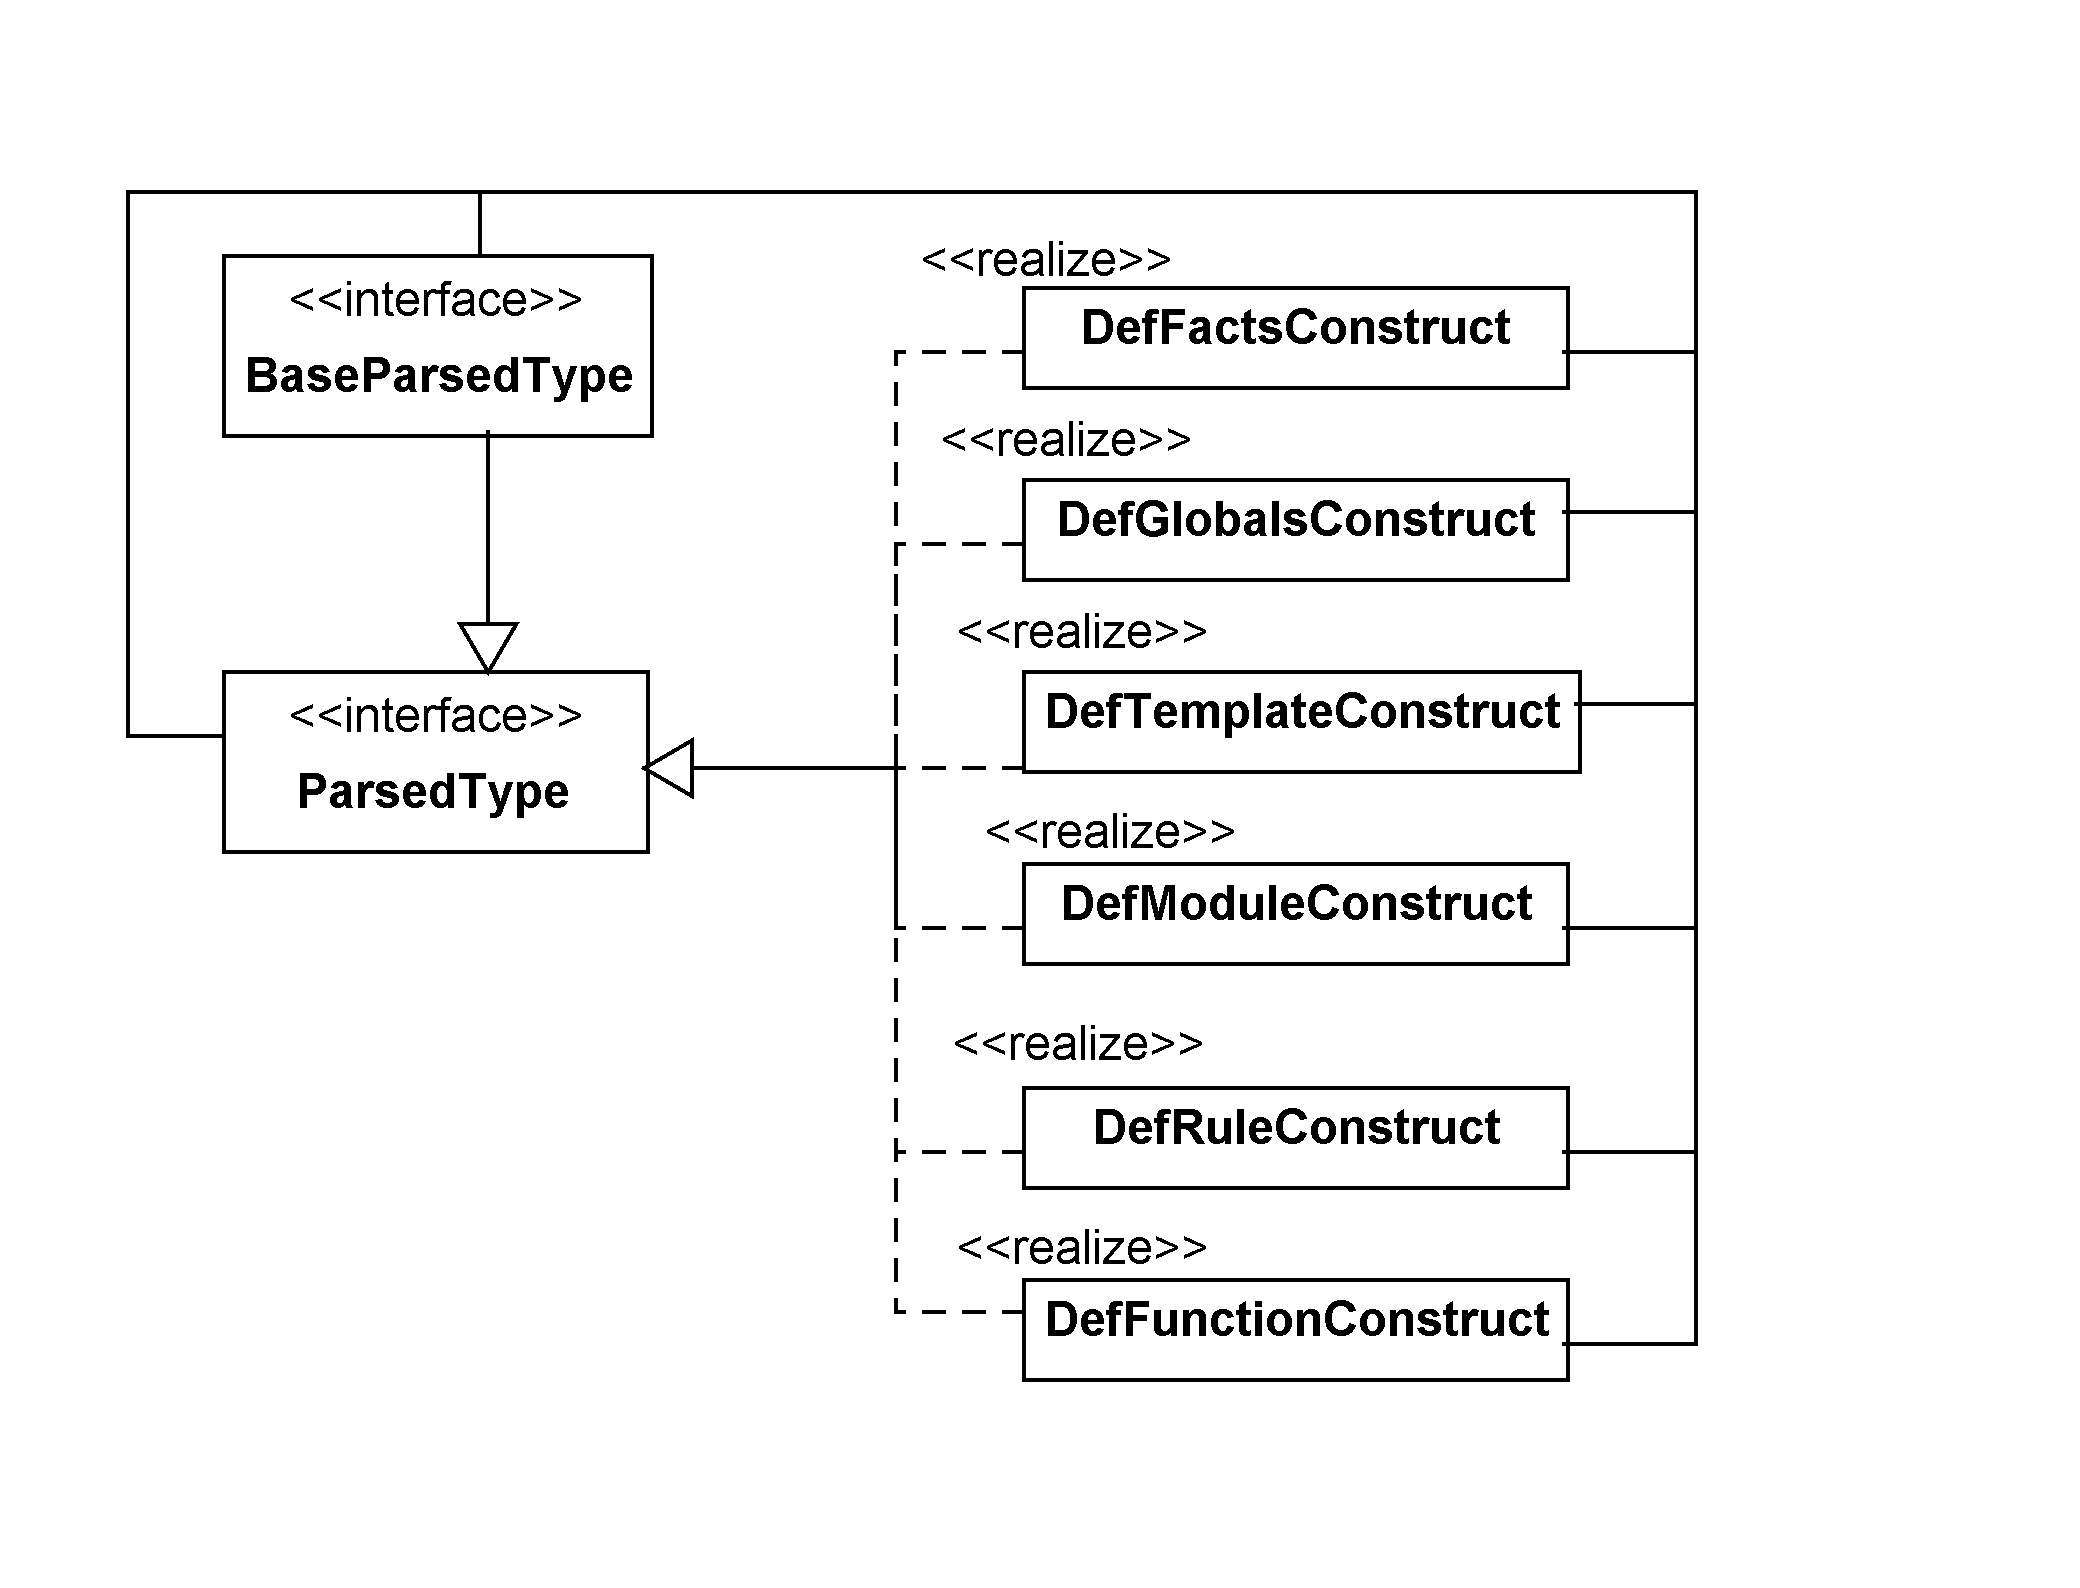 <<interface>>
BaseParsedType
<<interface>>
ParsedType
<<realize>>
DefFactsConstruct
<<realize>>
DefGlobalsConstruct
<<realize>>
DefTemplateConstruct
<<realize>>
DefModuleConstruct
<<realize>>
DefRuleConstruct
<<realize>>
DefFunctionConstruct